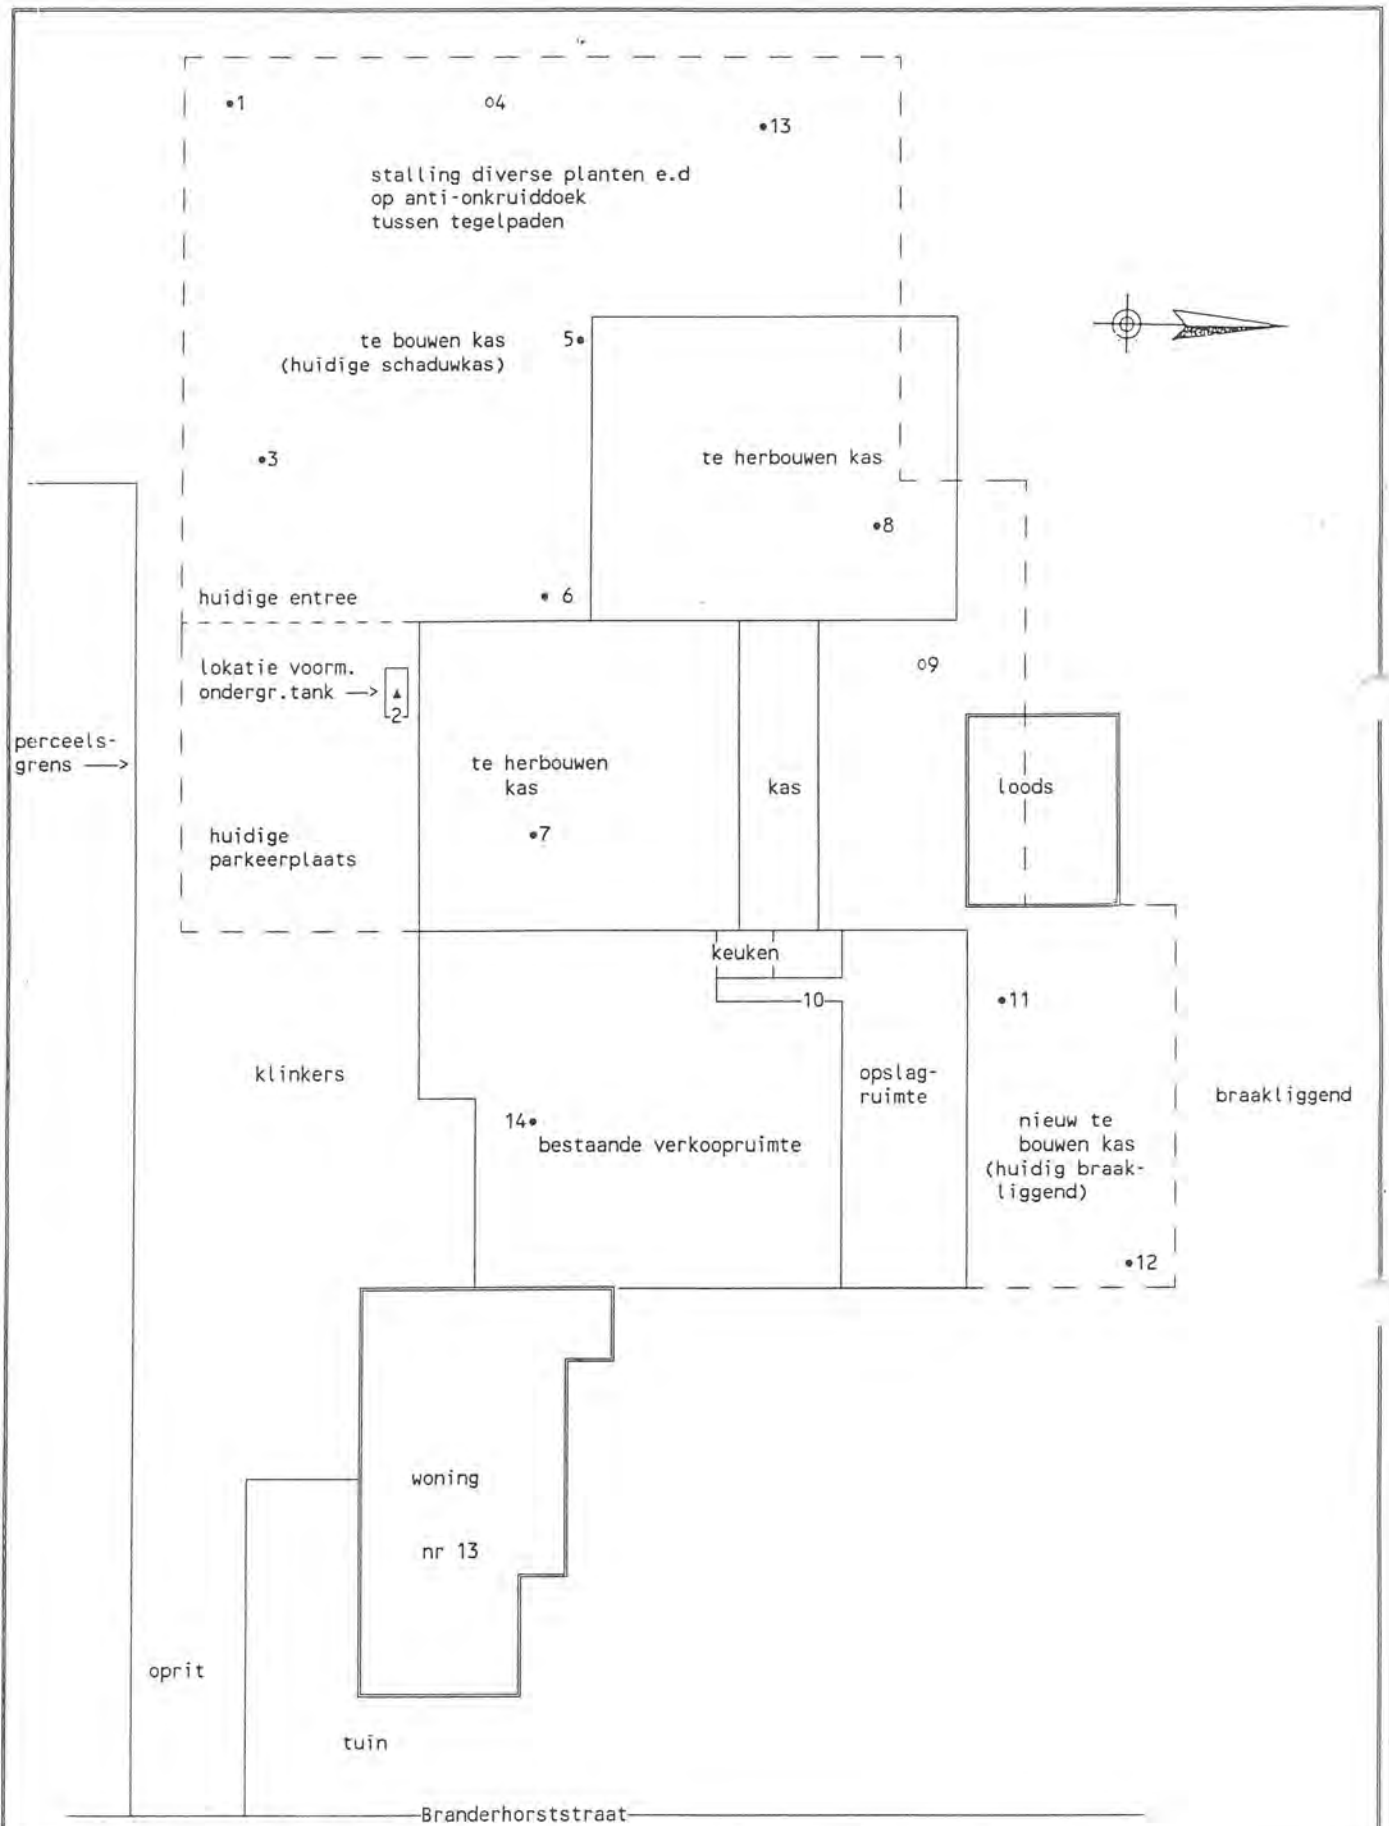 •1
o4
•13
stalling diverse planten e.d
op anti-onkruiddoek
tussen tegelpaden
te bouwen kas
(huidige schaduwkas)
5•
te herbouwen kas
•3
•8
huidige entree
• 6
lokatie voorm.
ondergr.tank —>
▲
2
o9
perceels-
grens —>
te herbouwen
kas
kas
loods
•7
huidige
parkeerplaats
keuken
10
•11
klinkers
opslag-
ruimte
braakliggend
14•
bestaande verkoopruimte
nieuw te
bouwen kas
(huidig braak-
liggend)
•12
woning
nr 13
oprit
tuin
Branderhorststraat